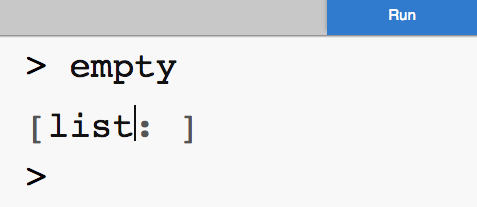 Run
> empty
[list: ]
>